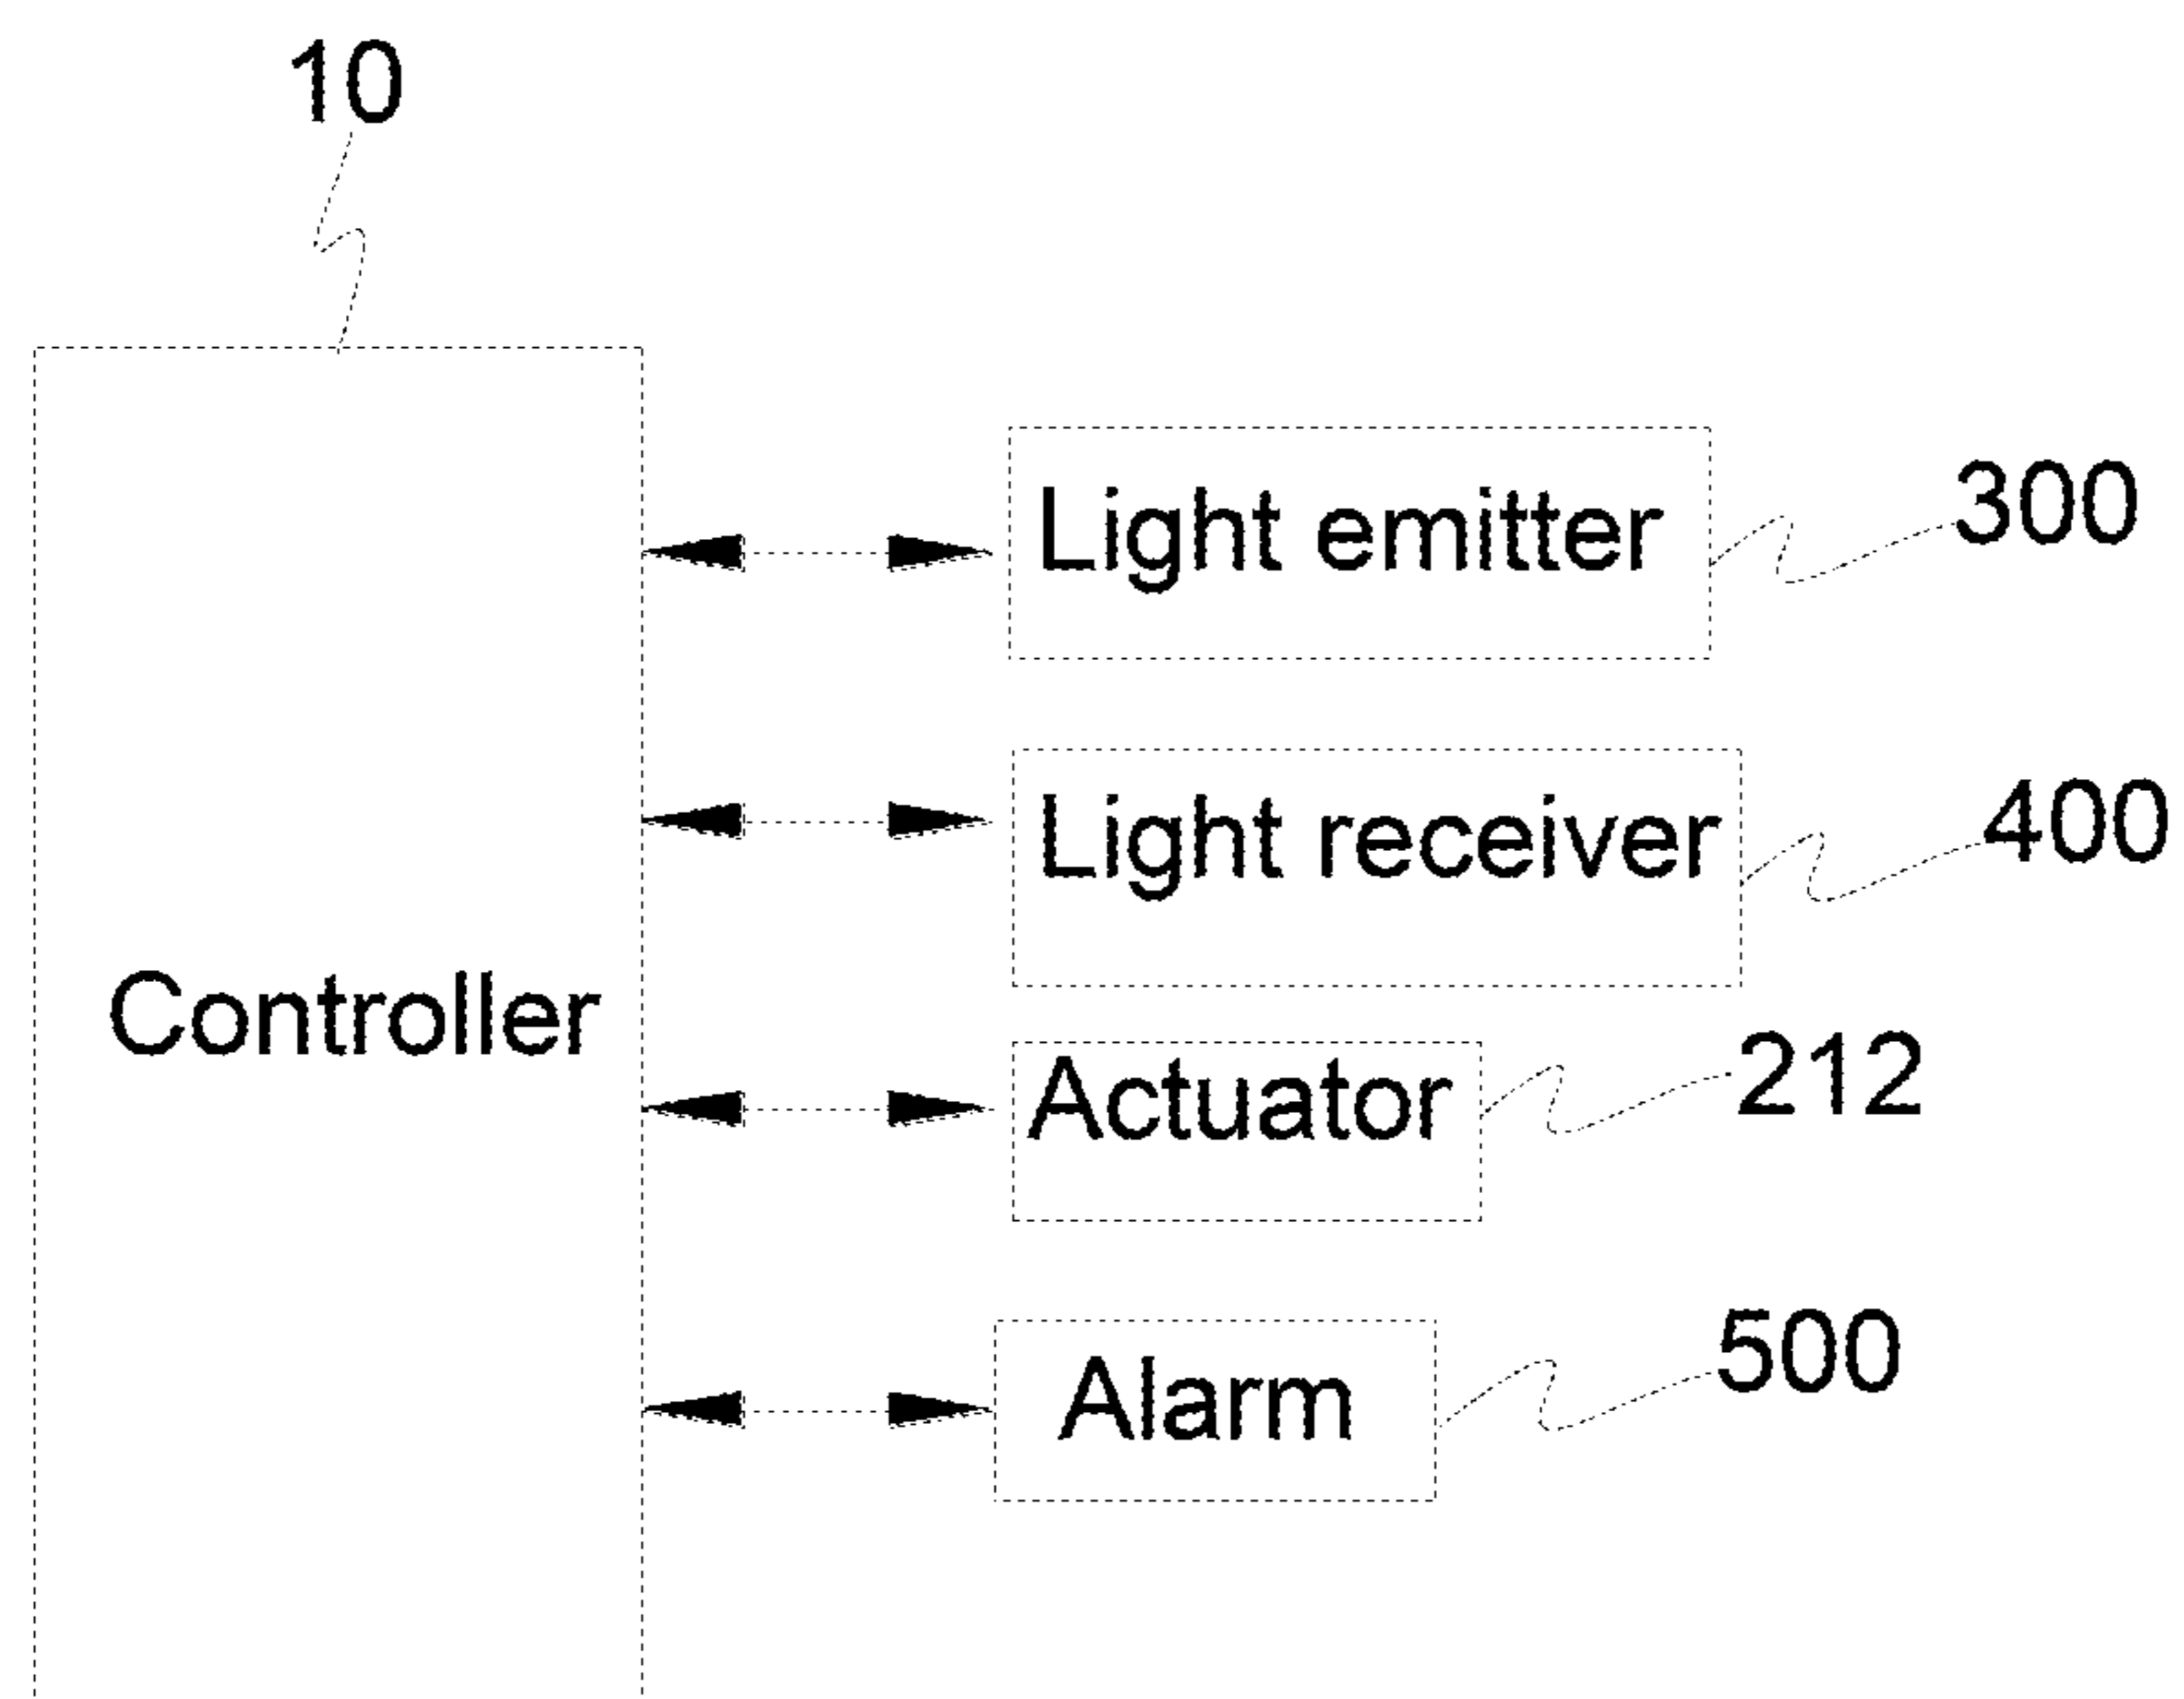 10
Light emitter
300
Light receiver
400
Controller
Actuator
212
Alarm
500